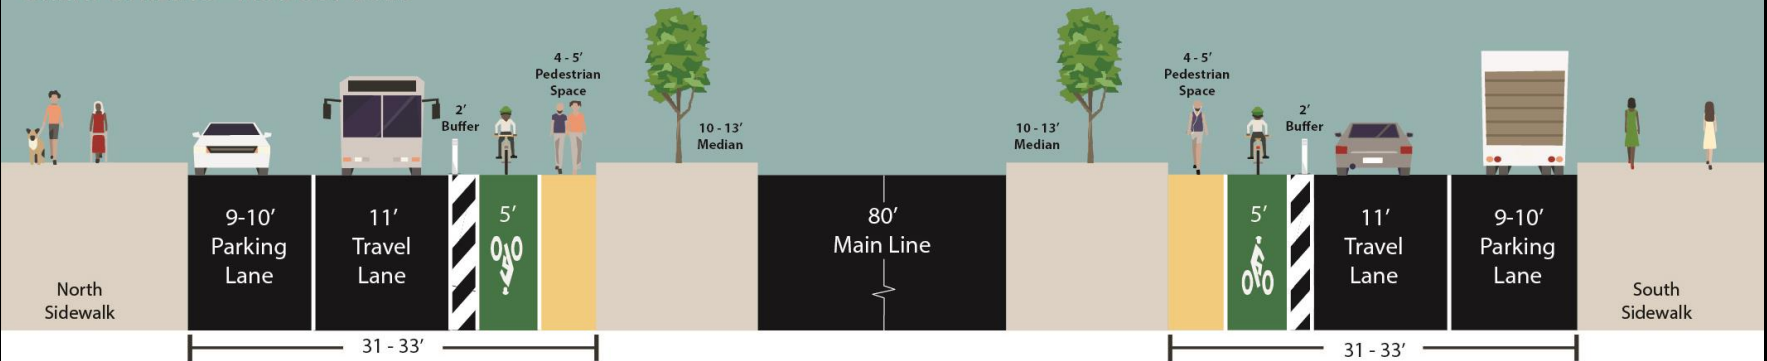 4 - 5'
Pedestrian
Space
2'
Buffer
10 - 13'
Median
10 - 13'
Median
4 - 5'
Pedestrian
Space
2'
Buffer
North
Sidewalk
9-10'
Parking
Lane
11'
Travel
Lane
5'
80'
Main Line
5'
11'
Travel
Lane
9-10'
Parking
Lane
South
Sidewalk
31 - 33'
31 - 33'